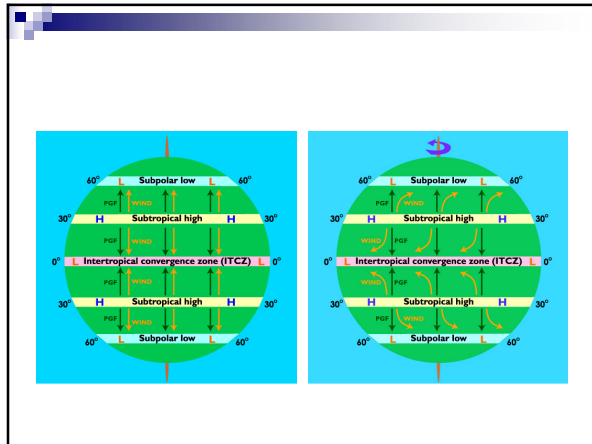 60° L Subpolar low L 60°
PGF WIND
30° H Subtropical high H 30°
PGF WIND
0° L Intertropical convergence zone (ITCZ) L 0°
PGF WIND
30° H Subtropical high H 30°
PGF WIND
60° L Subpolar low L 60°
60° L Subpolar low L 60°
PGF WIND
30° H Subtropical high H 30°
WIND PGF
0° L Intertropical convergence zone (ITCZ) L 0°
WIND PGF
30° H Subtropical high H 30°
PGF WIND
60° L Subpolar low L 60°